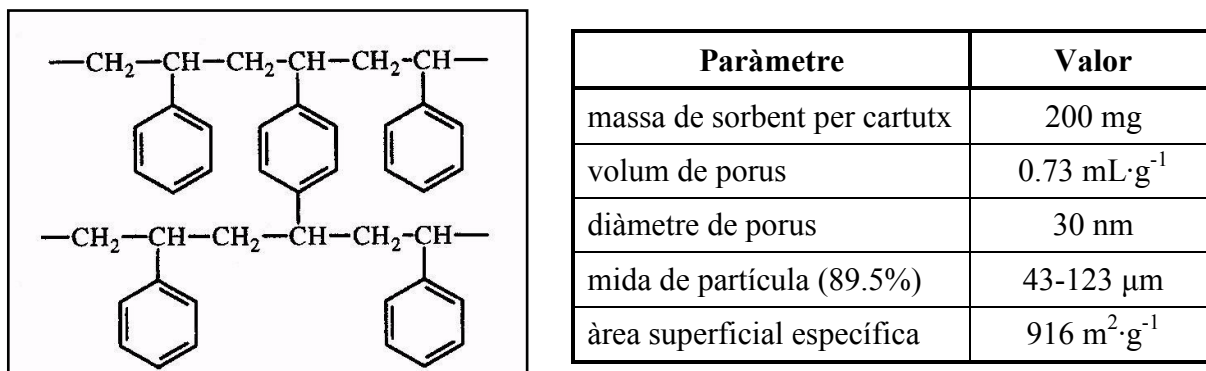 —CH₂—CH—CH₂—CH—CH₂—CH—
—CH₂—CH—CH₂—CH—CH₂—CH—
Paràmetre Valor
massa de sorbent per cartutx 200 mg
volum de porus 0.73 mL·g⁻¹
diàmetre de porus 30 nm
mida de partícula (89.5%) 43-123 μm
àrea superficial específica 916 m²·g⁻¹